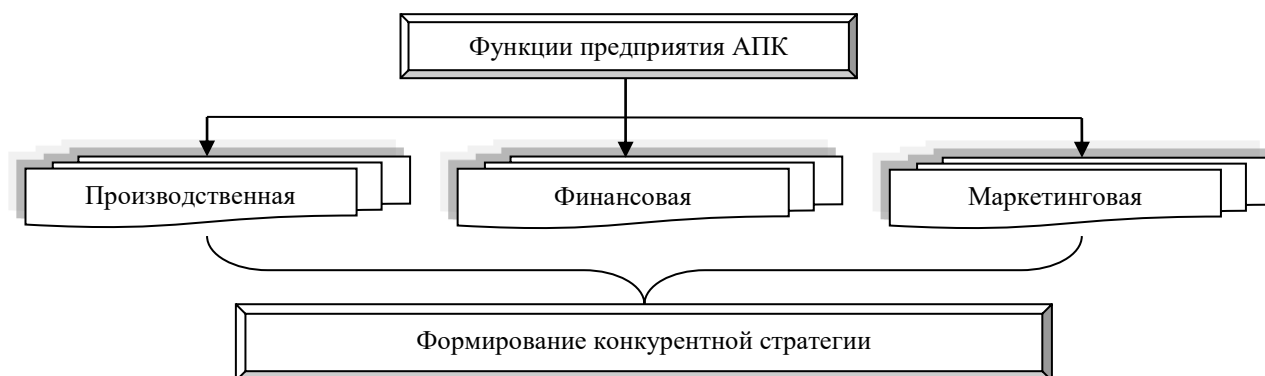 Функции предприятия АПК
Производственная
Финансовая
Маркетинговая
Формирование конкурентной стратегии